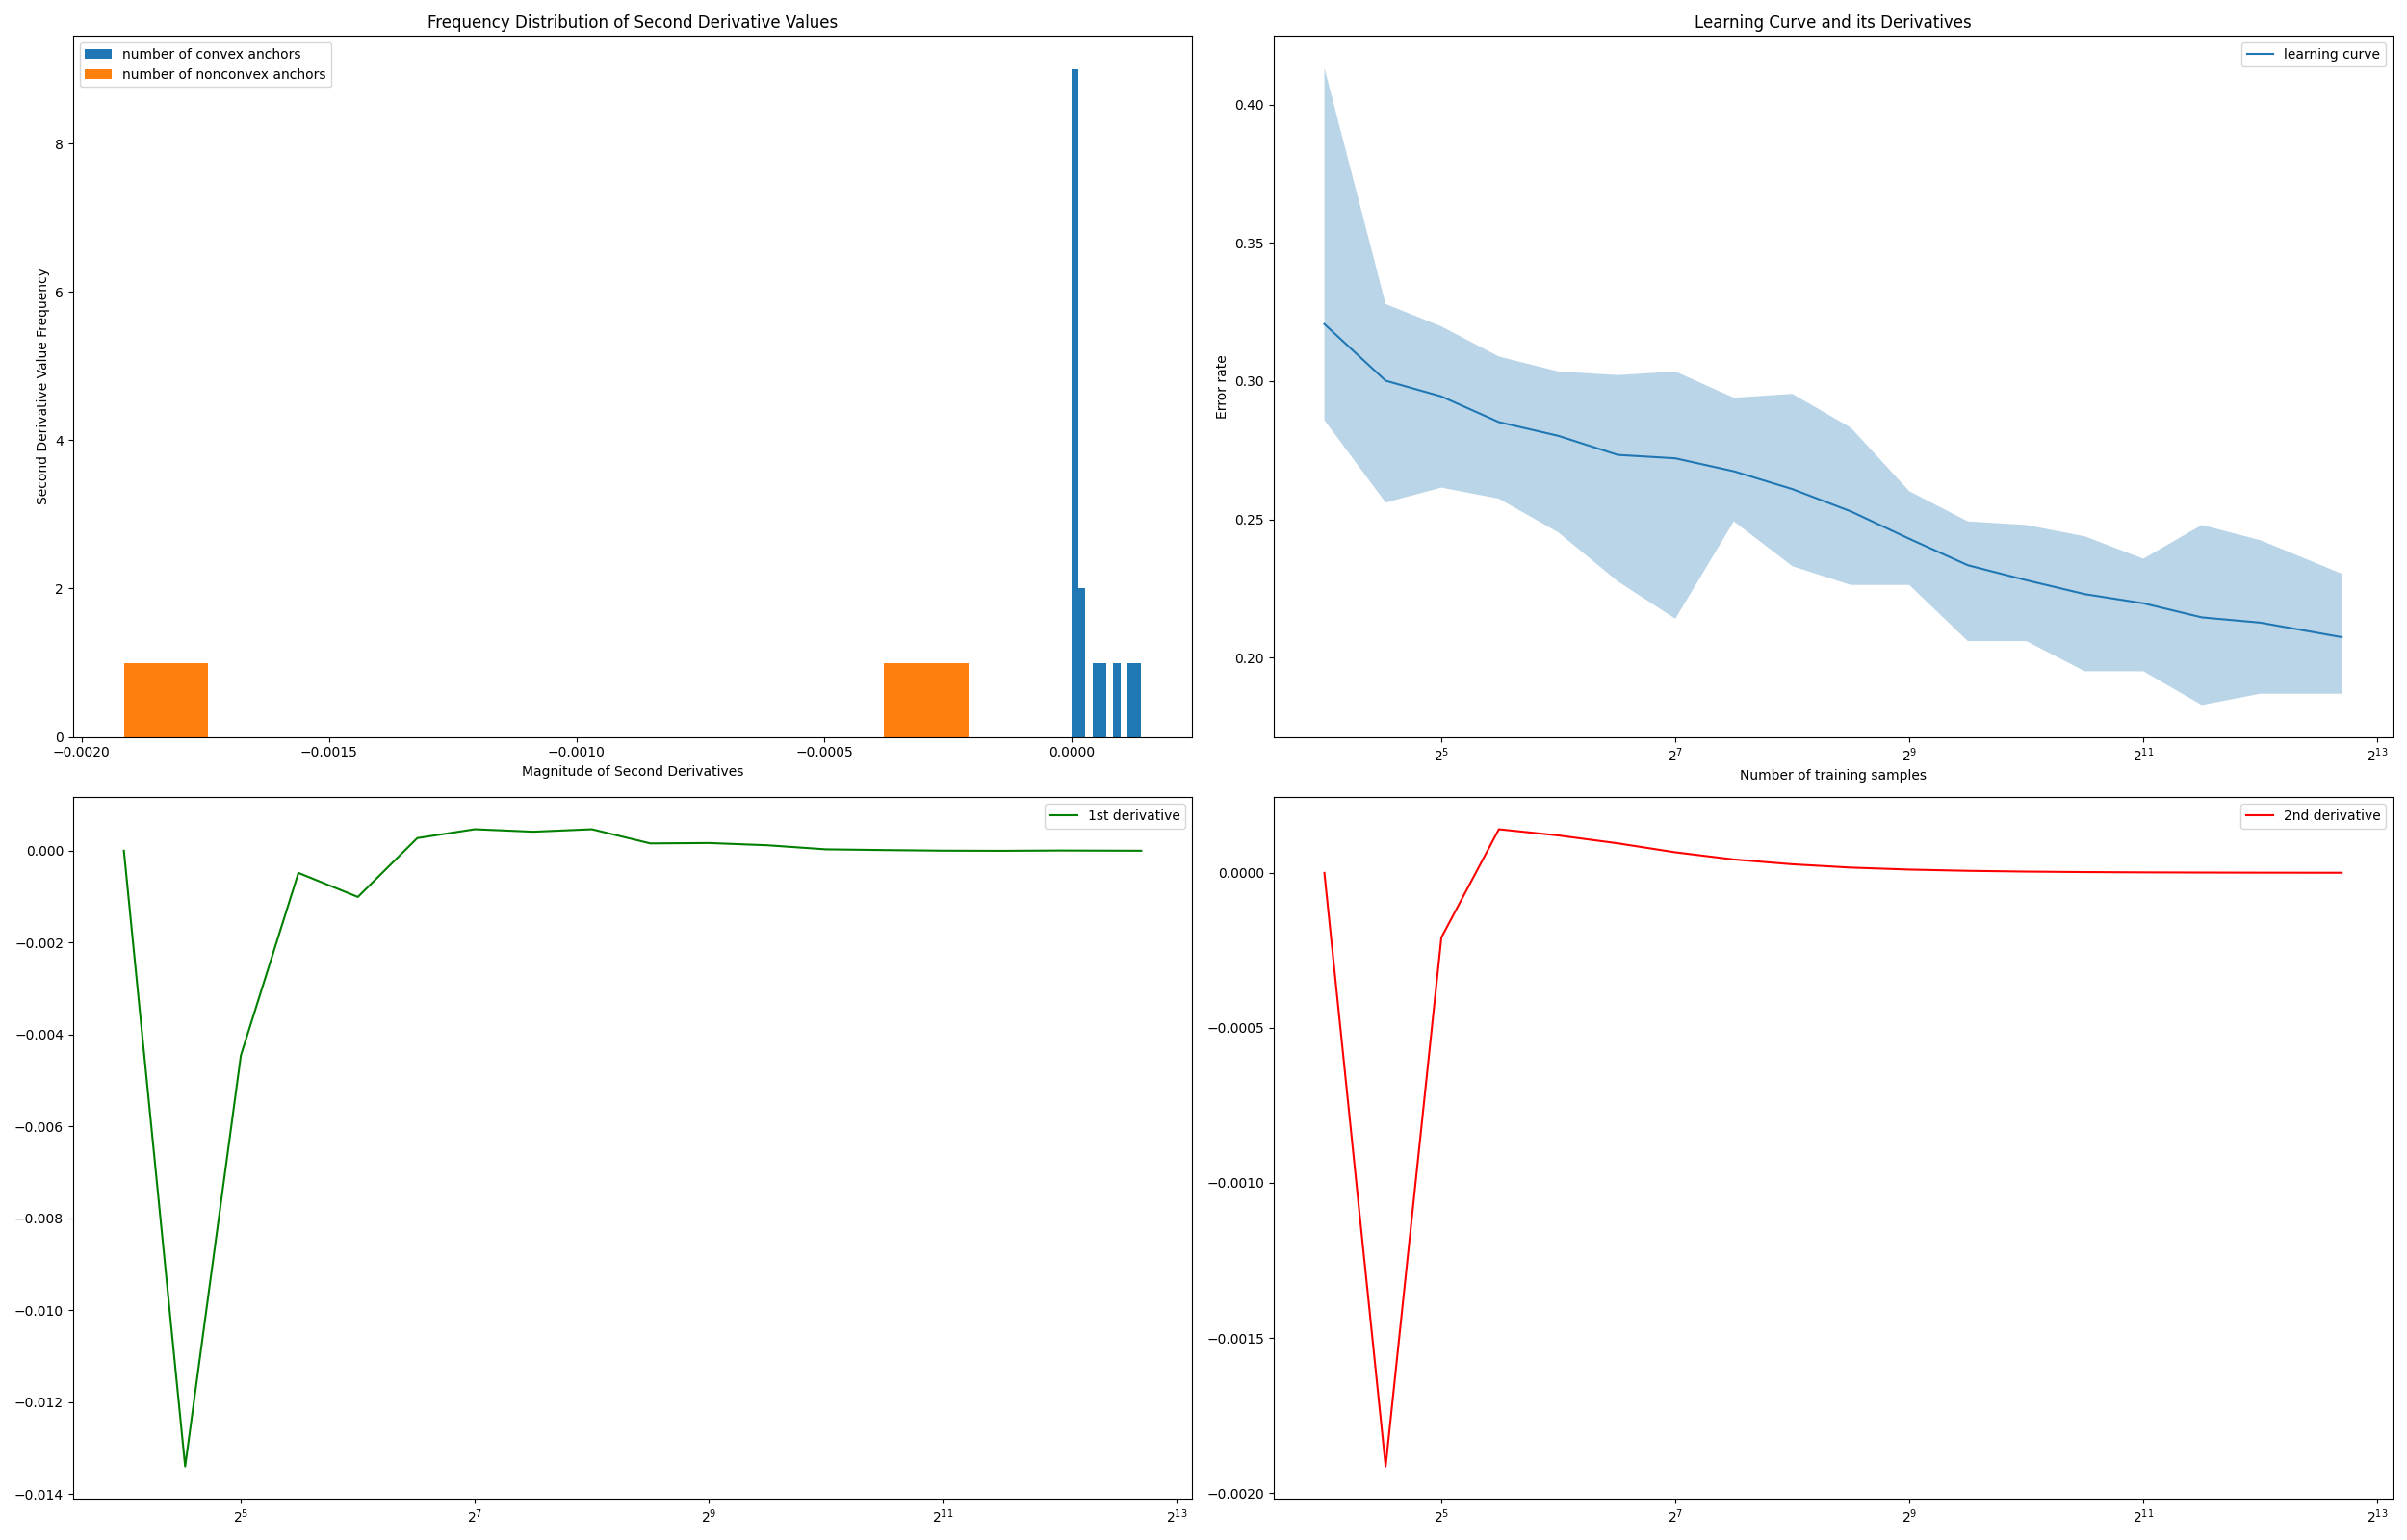 Frequency Distribution of Second Derivative Values
number of convex anchors
number of nonconvex anchors
Second Derivative Value Frequency
8
6
4
2
0
−0.0020 −0.0015 −0.0010 −0.0005 0.0000
Magnitude of Second Derivatives
Learning Curve and its Derivatives
learning curve
Error rate
0.40
0.35
0.30
0.25
0.20
2^5 2^7 2^9 2^11 2^13
Number of training samples
1st derivative
0.000
−0.002
−0.004
−0.006
−0.008
−0.010
−0.012
−0.014
2^5 2^7 2^9 2^11 2^13
2nd derivative
0.0000
−0.0005
−0.0010
−0.0015
−0.0020
2^5 2^7 2^9 2^11 2^13